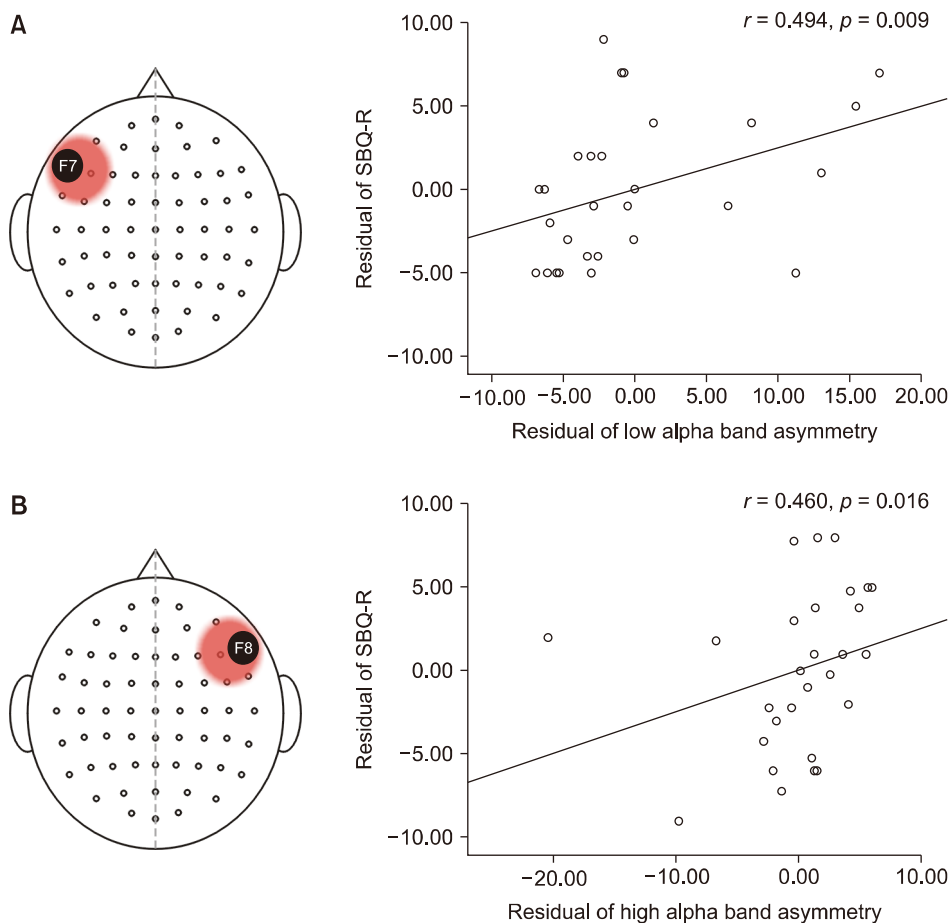 A
F7
r = 0.494, p = 0.009
10.00
5.00
0.00
−5.00
−10.00
Residual of SBQ-R
−10.00 −5.00 0.00 5.00 10.00 15.00 20.00
Residual of low alpha band asymmetry
B
F8
r = 0.460, p = 0.016
10.00
5.00
0.00
−5.00
−10.00
Residual of SBQ-R
−20.00 −10.00 0.00 10.00
Residual of high alpha band asymmetry